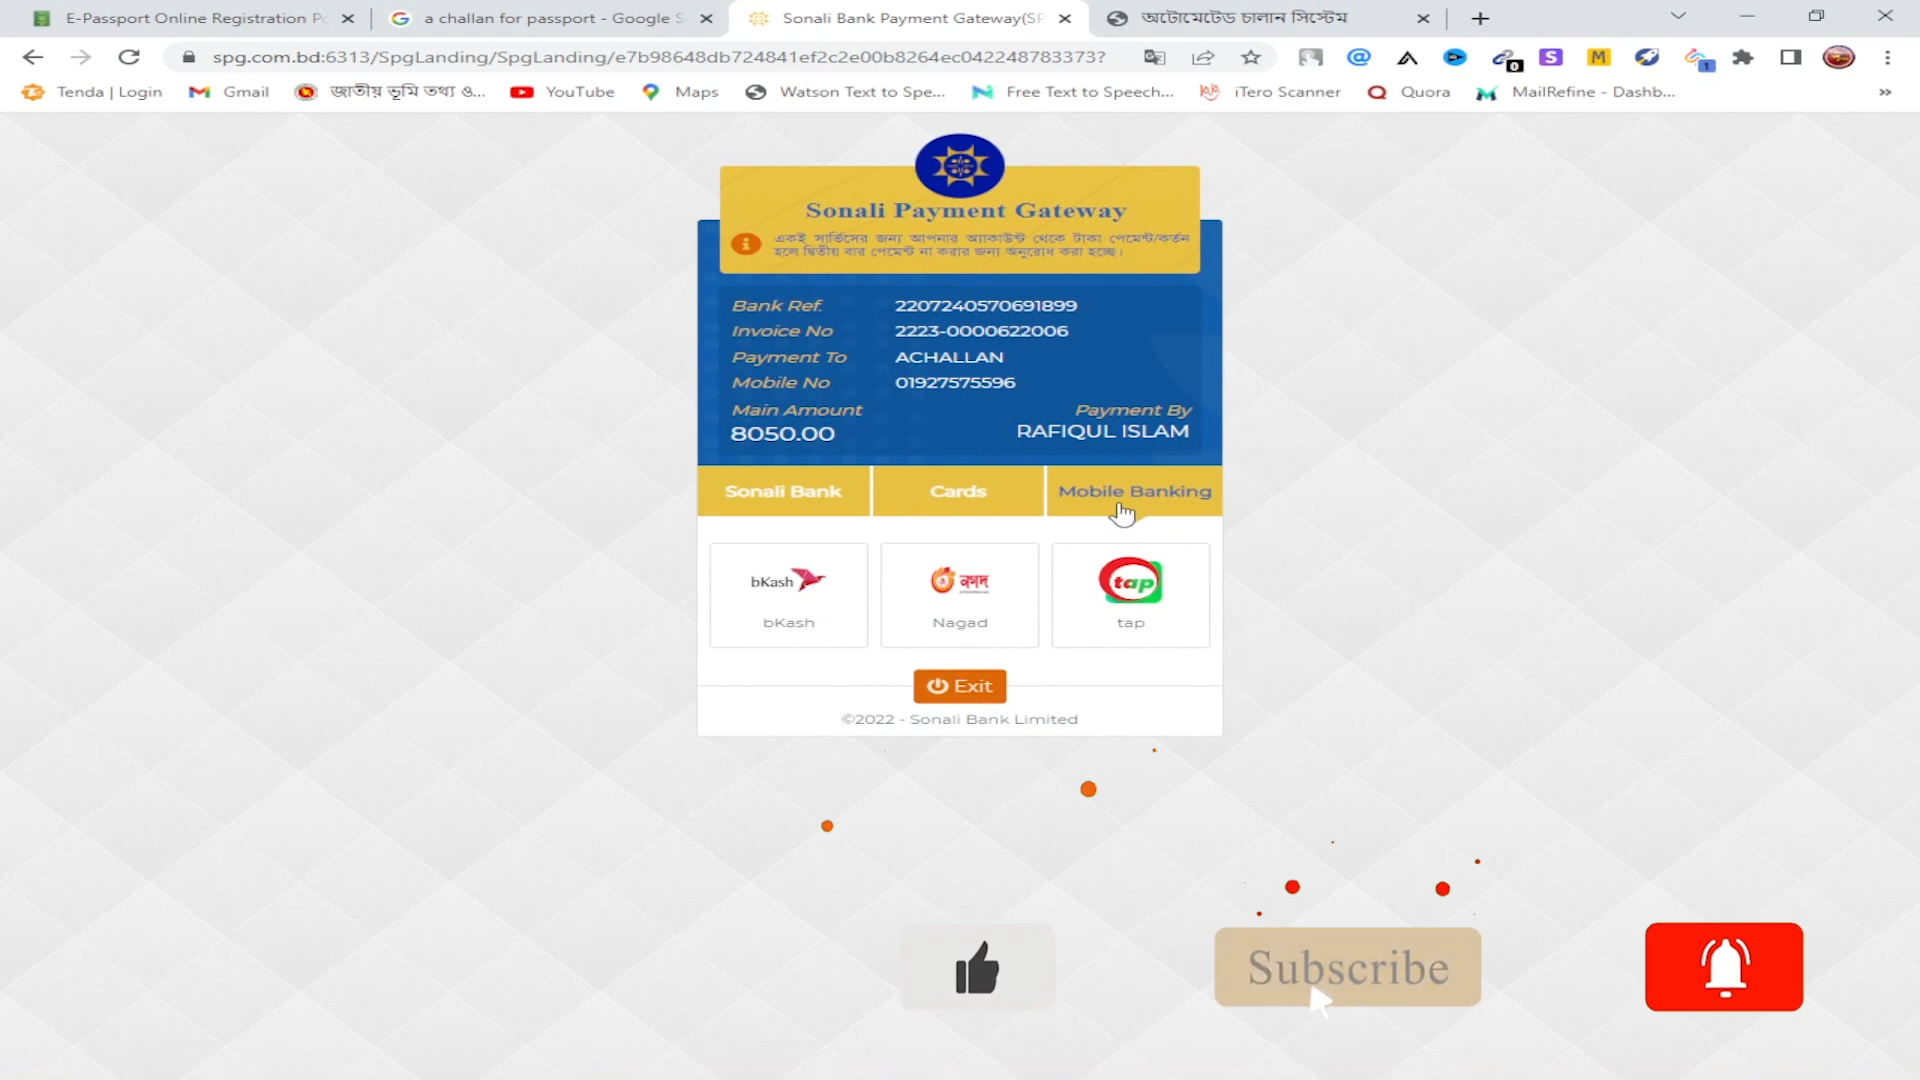 E-Passport Online Registration Po
a challan for passport - Google S
Sonali Bank Payment Gateway(SP
অটোমেটেড চালান সিস্টেম
spg.com.bd:6313/SpgLanding/SpgLanding/e7b98648db724841ef2c2e00b8264ec0422487833​73?
Tenda | Login
Gmail
জাতীয় ভূমি তথ্য ও...
YouTube
Maps
Watson Text to Spe...
Free Text to Speech...
iTero Scanner
Quora
MailRefine - Dashb...
Sonali Payment Gateway
একই সার্ভিসের জন্য আপনার অ্যাকাউন্ট থেকে টাকা পেমেন্ট/কর্তন
হলে দ্বিতীয় বার পেমেন্ট না করার জন্য অনুরোধ করা হচ্ছে।
Bank Ref. 2207240570691899
Invoice No 2223-0000622006
Payment To ACHALLAN
Mobile No 01927575596
Main Amount Payment By
8050.00 RAFIQUL ISLAM
Sonali Bank Cards Mobile Banking
bKash নগদ tap
bKash Nagad tap
Exit
©2022 - Sonali Bank Limited
Subscribe